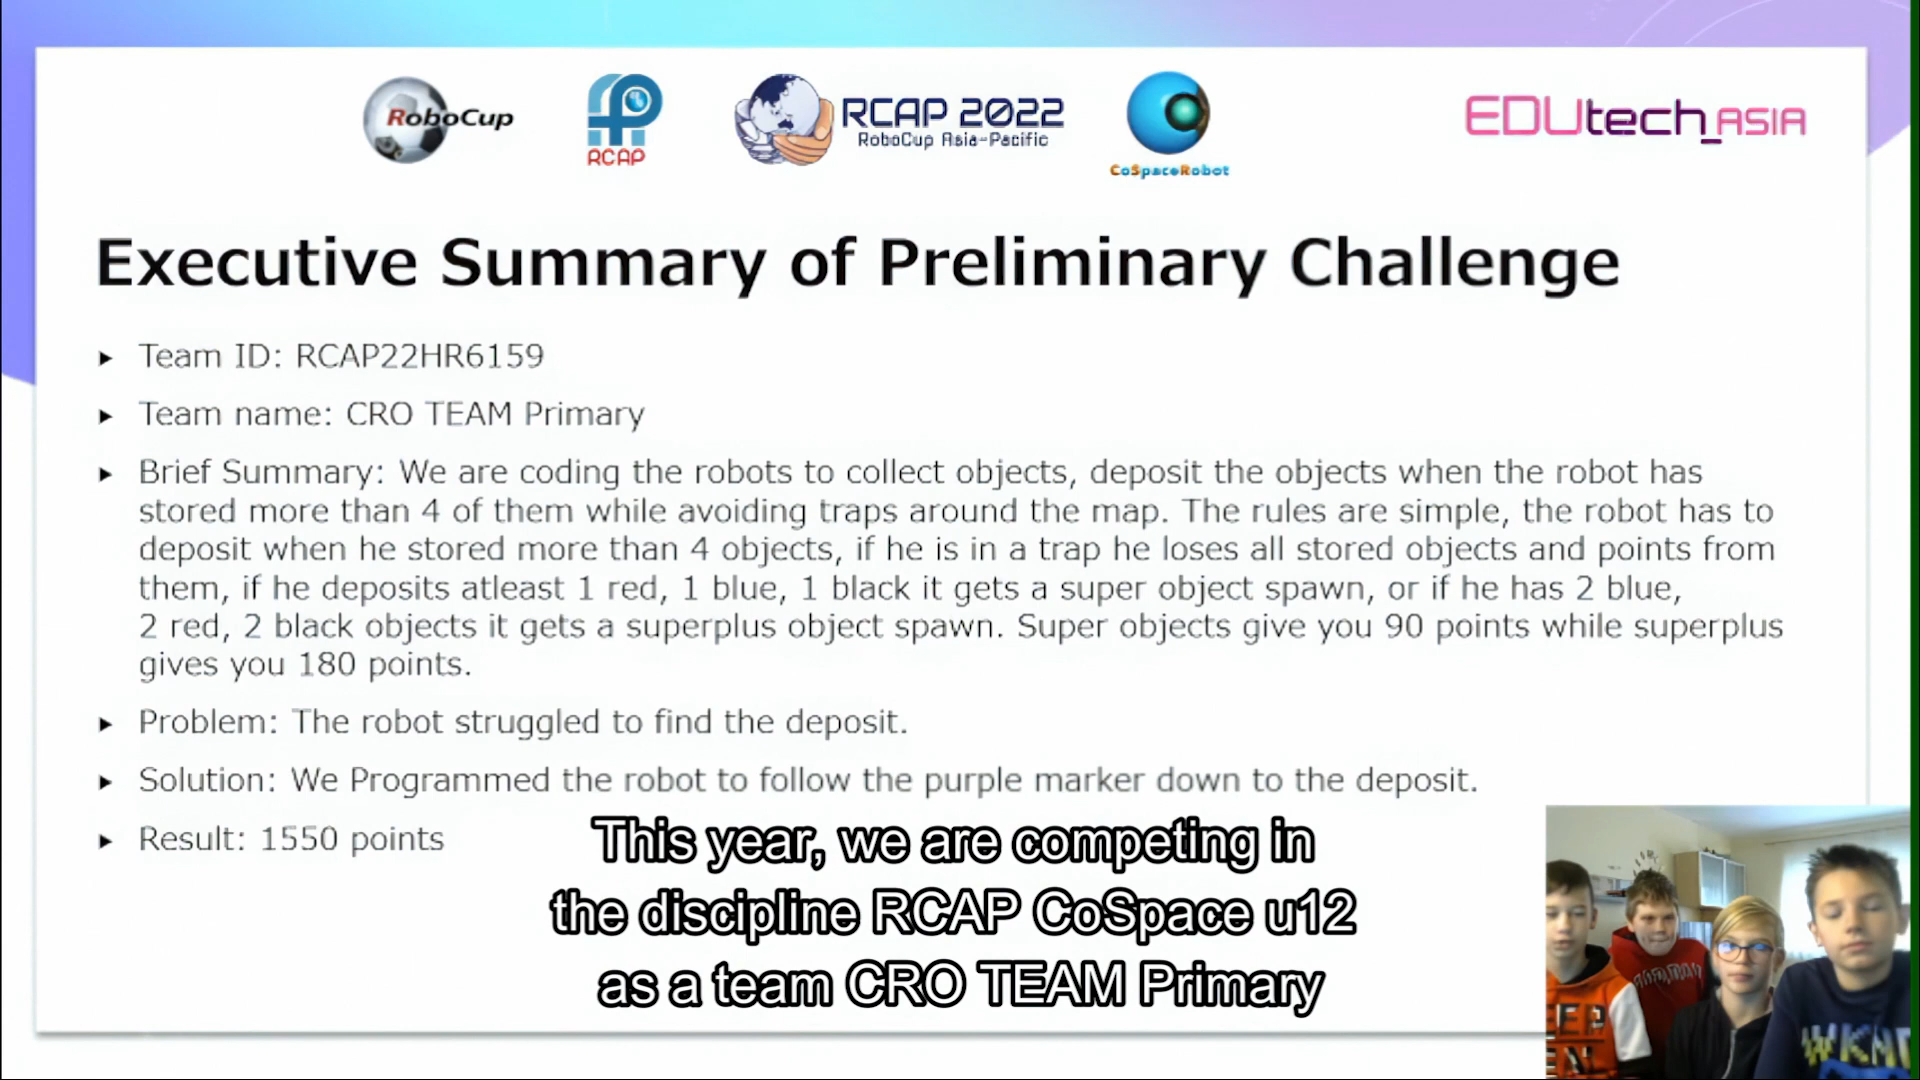 RoboCup
RCAP
RCAP 2022
RoboCup Asia-Pacific
CoSpaceRobot
EDUtech_ASIA
Executive Summary of Preliminary Challenge
Team ID: RCAP22HR6159
Team name: CRO TEAM Primary
Brief Summary: We are coding the robots to collect objects, deposit the objects when the robot has
stored more than 4 of them while avoiding traps around the map. The rules are simple, the robot has to
deposit when he stored more than 4 objects, if he is in a trap he loses all stored objects and points from
them, if he deposits atleast 1 red, 1 blue, 1 black it gets a super object spawn, or if he has 2 blue,
2 red, 2 black objects it gets a superplus object spawn. Super objects give you 90 points while superplus
gives you 180 points.
Problem: The robot struggled to find the deposit.
Solution: We Programmed the robot to follow the purple marker down to the deposit.
Result: 1550 points
This year, we are competing in
the discipline RCAP CoSpace u12
as a team CRO TEAM Primary